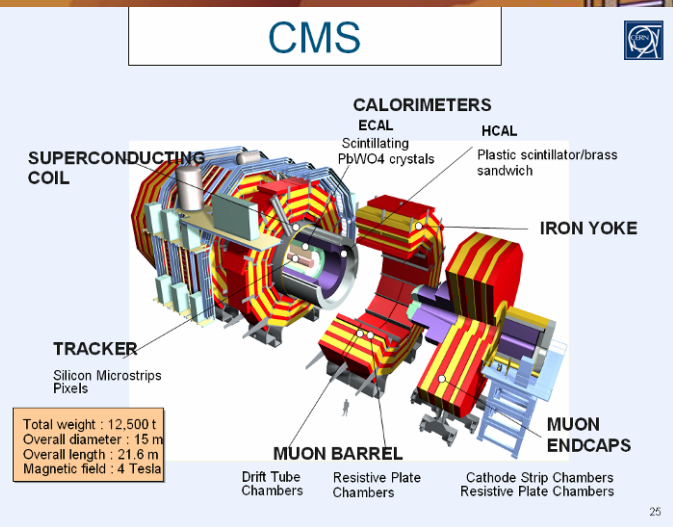 CMS
CERN
CALORIMETERS
ECAL
Scintillating
PbWO4 crystals
HCAL
Plastic scintillator/brass
sandwich
SUPERCONDUCTING
COIL
IRON YOKE
TRACKER
Silicon Microstrips
Pixels
Total weight : 12,500 t
Overall diameter : 15 m
Overall length : 21.6 m
Magnetic field : 4 Tesla
MUON BARREL
Drift Tube
Chambers
Resistive Plate
Chambers
MUON
ENDCAPS
Cathode Strip Chambers
Resistive Plate Chambers
25